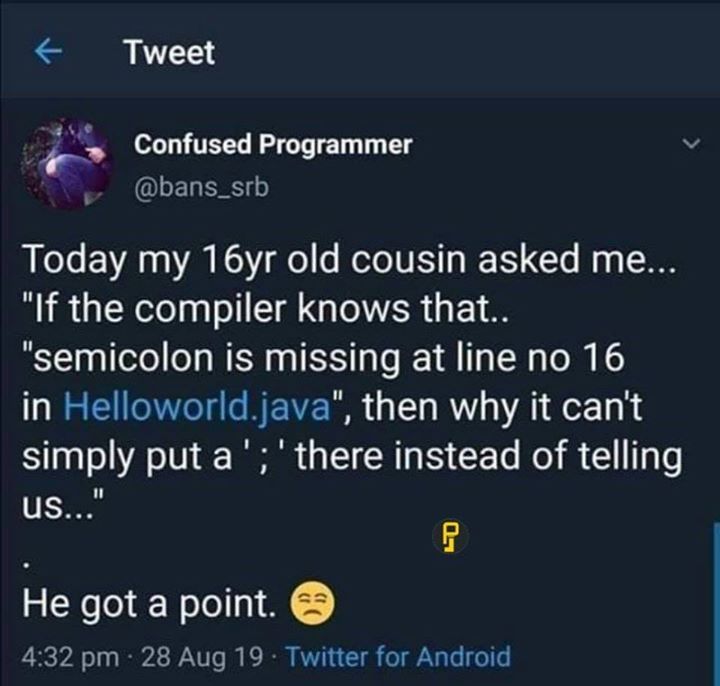 Tweet
Confused Programmer
@bans_srb
Today my 16yr old cousin asked me...
"If the compiler knows that..
"semicolon is missing at line no 16
in Helloworld.java", then why it can't
simply put a ' ; ' there instead of telling
us..."
.
He got a point. 😒
4:32 pm · 28 Aug 19 · Twitter for Android